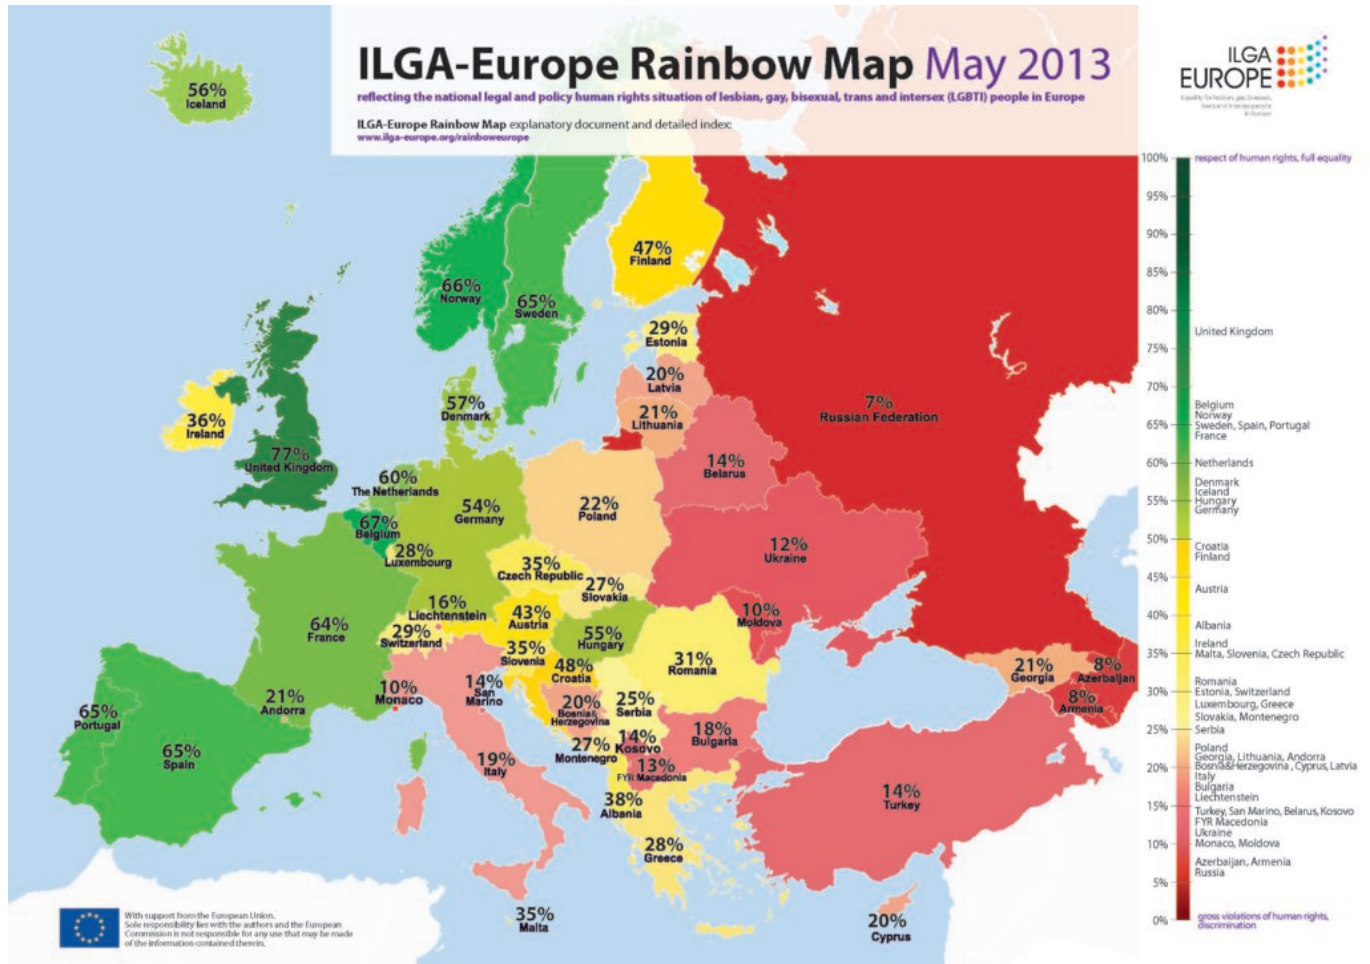 ILGA-Europe Rainbow Map May 2013
reflecting the national legal and policy human rights situation of lesbian, gay, bisexual, trans and intersex (LGBTI) people in Europe
ILGA-Europe Rainbow Map explanatory document and detailed index:
www.ilga-europe.org/rainboweurope
ILGA
EUROPE
Equality for lesbian, gay, bisexual,
trans and intersex people
in Europe
56%
Iceland
47%
Finland
66%
Norway
65%
Sweden
29%
Estonia
20%
Latvia
21%
Lithuania
7%
Russian Federation
36%
Ireland
77%
United Kingdom
57%
Denmark
60%
The Netherlands
54%
Germany
22%
Poland
14%
Belarus
67%
Belgium
28%
Luxembourg
35%
Czech Republic
12%
Ukraine
27%
Slovakia
16%
Liechtenstein
43%
Austria
10%
Moldova
64%
France
29%
Switzerland
55%
Hungary
35%
Slovenia
48%
Croatia
31%
Romania
21%
Georgia
8%
Azerbaijan
8%
Armenia
21%
Andorra
10%
Monaco
14%
San
Marino
20%
Bosnia&
Herzegovina
25%
Serbia
65%
Portugal
65%
Spain
27%
Montenegro
14%
Kosovo
18%
Bulgaria
19%
Italy
13%
FYR Macedonia
38%
Albania
14%
Turkey
28%
Greece
35%
Malta
20%
Cyprus
100%
respect of human rights, full equality
95%
90%
85%
80%
United Kingdom
75%
70%
Belgium
Norway
65%
Sweden, Spain, Portugal
France
60%
Netherlands
Denmark
Iceland
55%
Hungary
Germany
50%
Croatia
Finland
45%
Austria
40%
Albania
Ireland
35%
Malta, Slovenia, Czech Republic
Romania
30%
Estonia, Switzerland
Luxembourg, Greece
Slovakia, Montenegro
25%
Serbia
Poland
Georgia, Lithuania, Andorra
20%
Bosnia&Herzegovina, Cyprus, Latvia
Italy
Bulgaria
Liechtenstein
15%
Turkey, San Marino, Belarus, Kosovo
FYR Macedonia
Ukraine
10%
Monaco, Moldova
Azerbaijan, Armenia
Russia
5%
0%
gross violations of human rights,
discrimination
With support from the European Union.
Sole responsibility lies with the authors and the European
Commission is not responsible for any use that may be made
of the information contained therein.